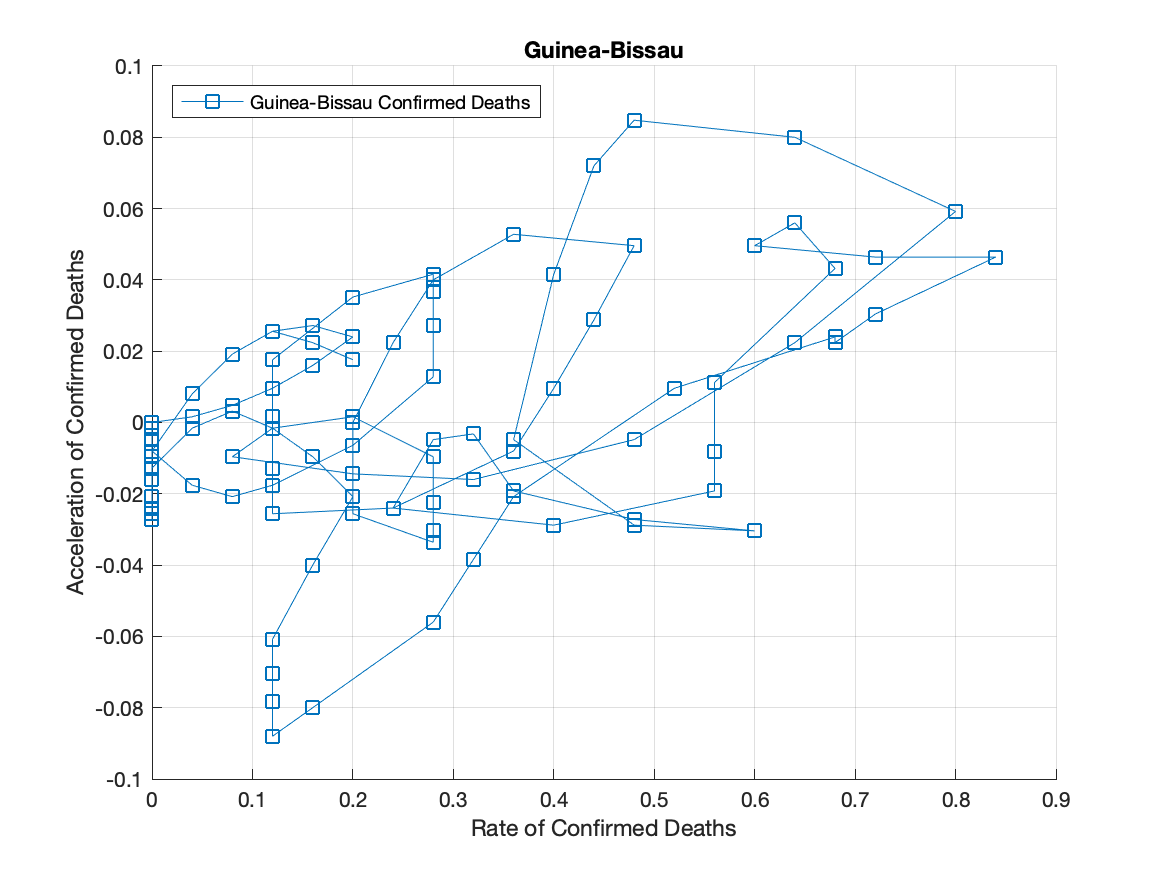 Guinea-Bissau
Guinea-Bissau Confirmed Deaths
0.1
0.08
0.06
0.04
0.02
0
-0.02
-0.04
-0.06
-0.08
-0.1
Acceleration of Confirmed Deaths
0 0.1 0.2 0.3 0.4 0.5 0.6 0.7 0.8 0.9
Rate of Confirmed Deaths